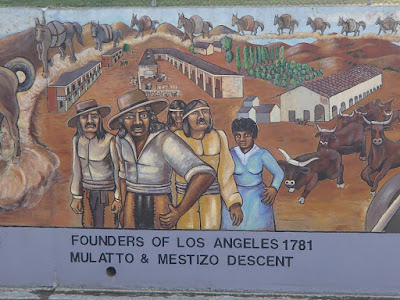 FOUNDERS OF LOS ANGELES 1781
MULATTO & MESTIZO DESCENT